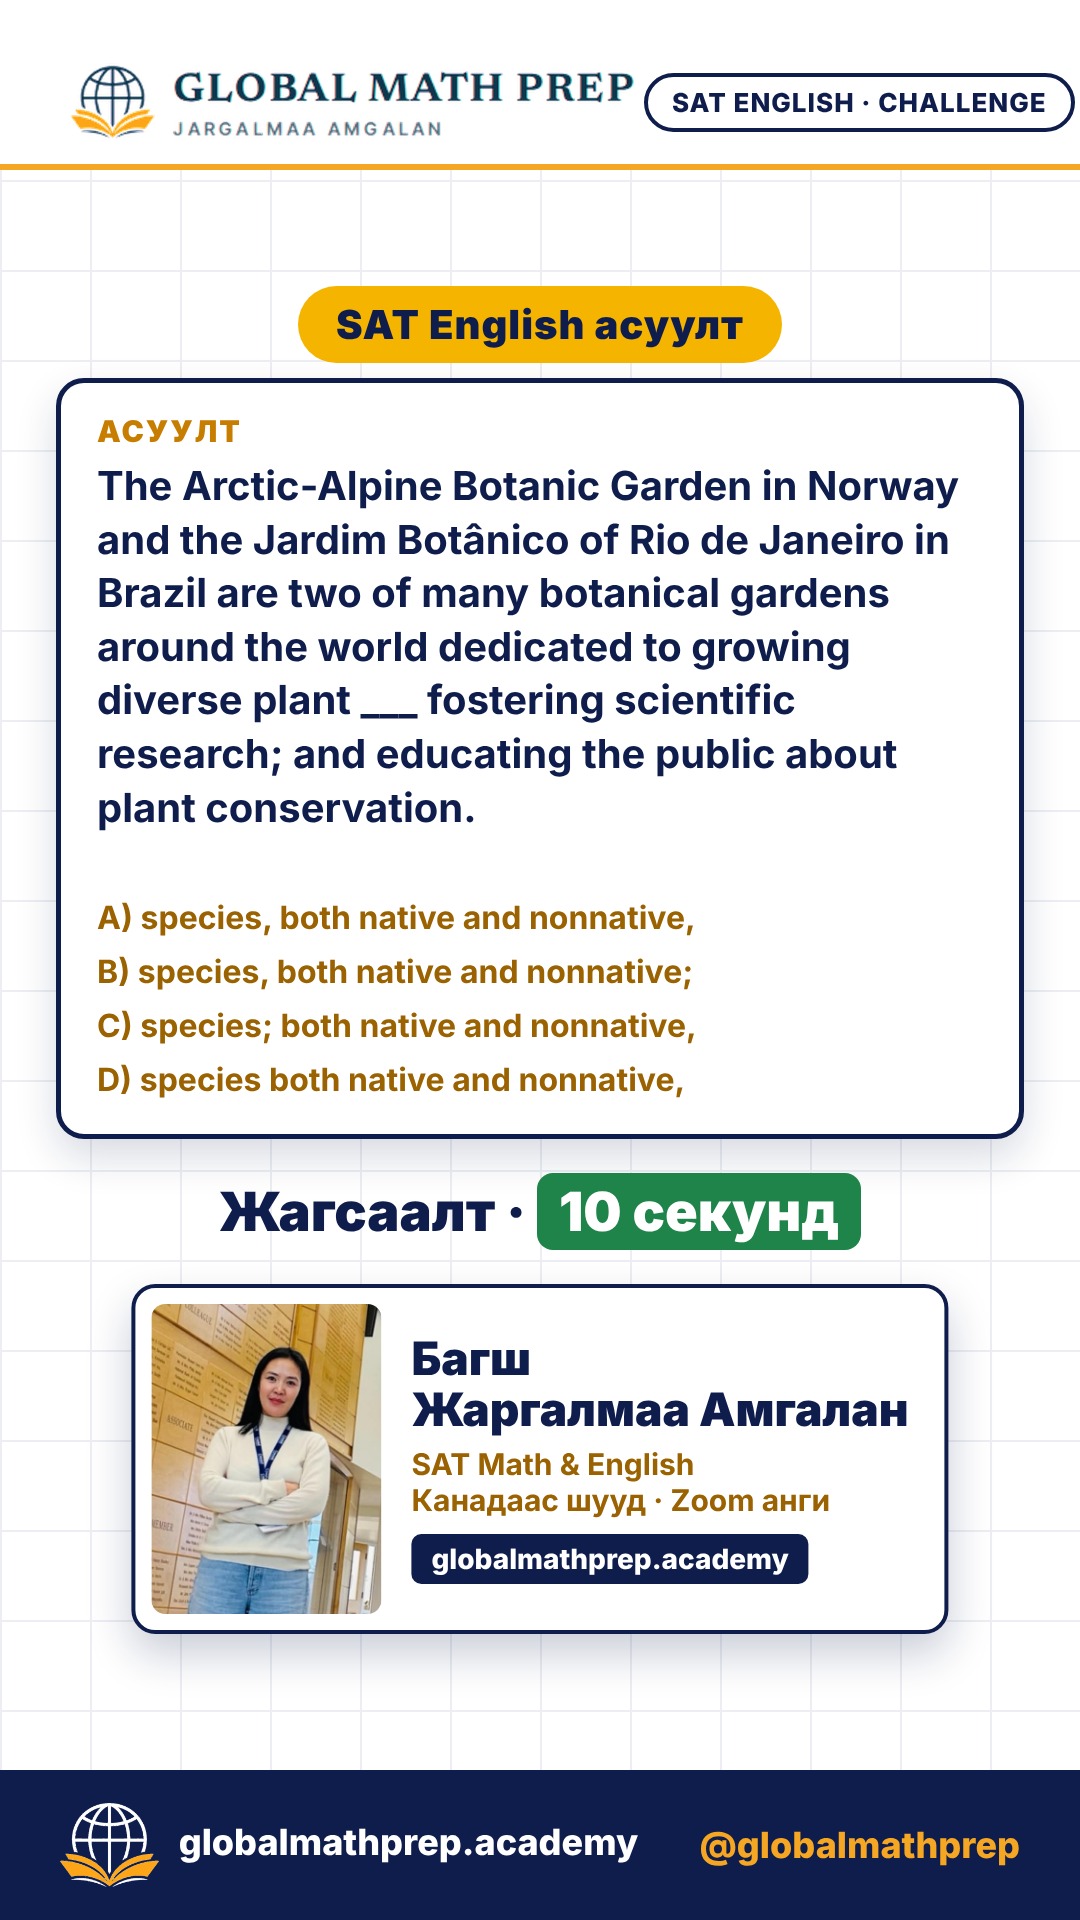 GLOBAL MATH PREP
JARGALMAA AMGALAN
SAT ENGLISH · CHALLENGE
SAT English асуулт
АСУУЛТ
The Arctic-Alpine Botanic Garden in Norway
and the Jardim Botânico of Rio de Janeiro in
Brazil are two of many botanical gardens
around the world dedicated to growing
diverse plant ___ fostering scientific
research; and educating the public about
plant conservation.
A) species, both native and nonnative,
B) species, both native and nonnative;
C) species; both native and nonnative,
D) species both native and nonnative,
Жагсаалт · 10 секунд
ASSOCIATE
Багш
Жаргалмаа Амгалан
SAT Math & English
Канадаас шууд · Zoom анги
globalmathprep.academy
globalmathprep.academy
@globalmathprep